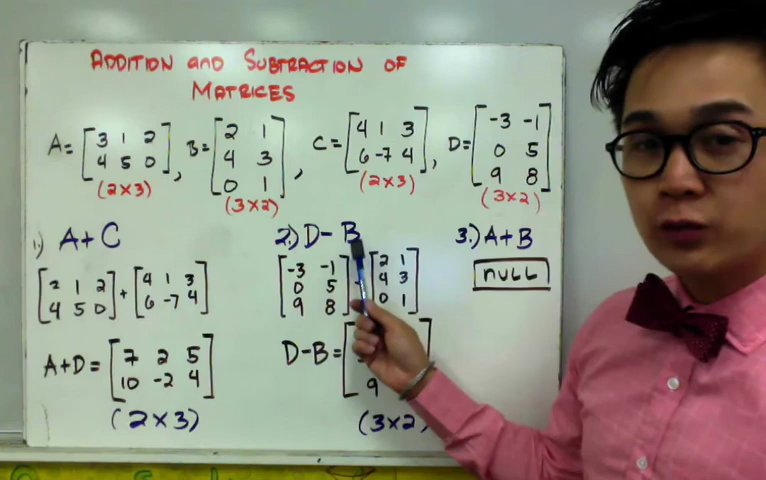 ADDITION and SUBTRACTION OF
MATRICES
A= [3 1 2
4 5 0]
(2x3)
, B= [2 1
4 3
0 1]
(3x2)
, C= [4 1 3
6 -7 4]
(2x3)
, D= [-3 -1
0 5
9 8]
(3x2)
1.) A+C
[2 1 2
4 5 0] + [4 1 3
6 -7 4]
A+D= [7 2 5
10 -2 4]
(2x3)
2.) D-B
[-3 -1
0 5
9 8] [2 1
4 3
0 1]
D-B= [
9
(3x2)
3.) A+B
null